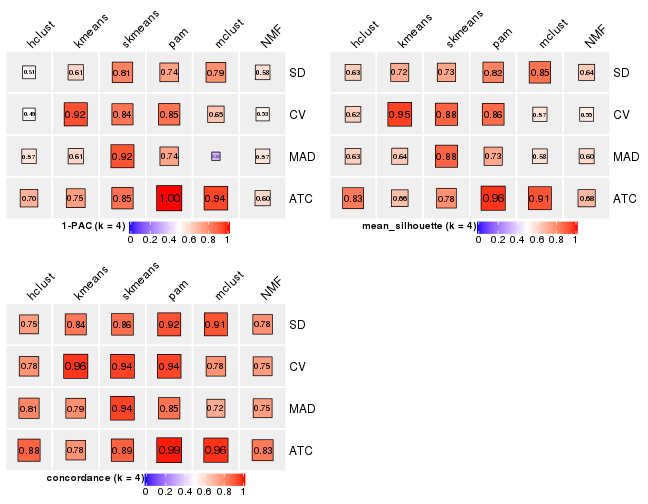 hclust kmeans skmeans pam mclust NMF
0.51 0.61 0.81 0.74 0.79 0.58 SD
0.49 0.92 0.84 0.85 0.65 0.53 CV
0.57 0.61 0.92 0.74 0.57 MAD
0.70 0.75 0.85 1.00 0.94 0.60 ATC
1-PAC (k = 4)
0 0.2 0.4 0.6 0.8 1
hclust kmeans skmeans pam mclust NMF
0.63 0.72 0.73 0.82 0.85 0.64 SD
0.62 0.95 0.88 0.86 0.57 0.55 CV
0.63 0.64 0.88 0.73 0.58 0.60 MAD
0.83 0.66 0.78 0.96 0.91 0.68 ATC
mean_silhouette (k = 4)
0 0.2 0.4 0.6 0.8 1
hclust kmeans skmeans pam mclust NMF
0.75 0.84 0.86 0.92 0.91 0.78 SD
0.78 0.96 0.94 0.94 0.78 0.75 CV
0.81 0.79 0.94 0.85 0.72 0.75 MAD
0.88 0.78 0.89 0.99 0.96 0.83 ATC
concordance (k = 4)
0 0.2 0.4 0.6 0.8 1